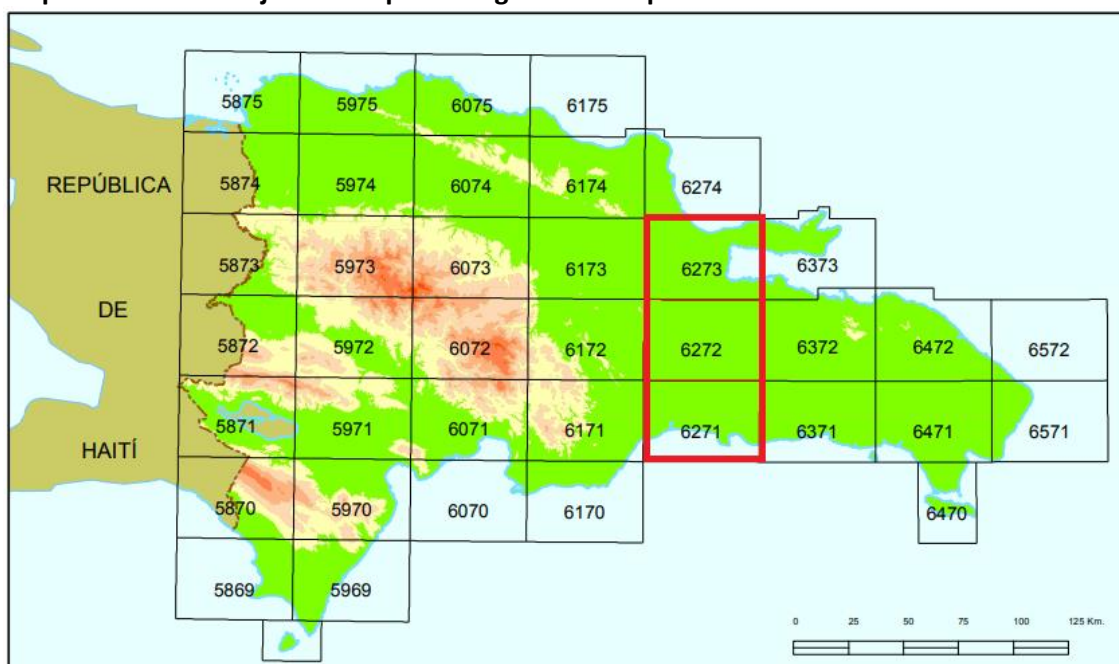 5875 5975 6075 6175
REPÚBLICA 5874 5974 6074 6174 6274
5873 5973 6073 6173 6273 6373
DE
5872 5972 6072 6172 6272 6372 6472 6572
5871 5971 6071 6171 6271 6371 6471 6571
HAITÍ
5870 5970 6070 6170 6470
5869 5969
0 25 50 75 100 125 Km.